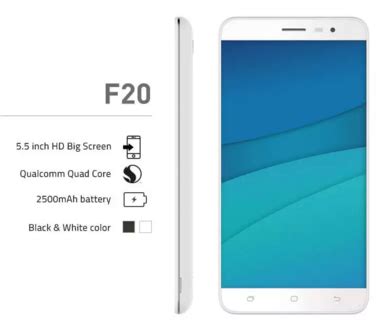 F20
5.5 inch HD Big Screen
Qualcomm Quad Core
2500mAh battery
Black & White color